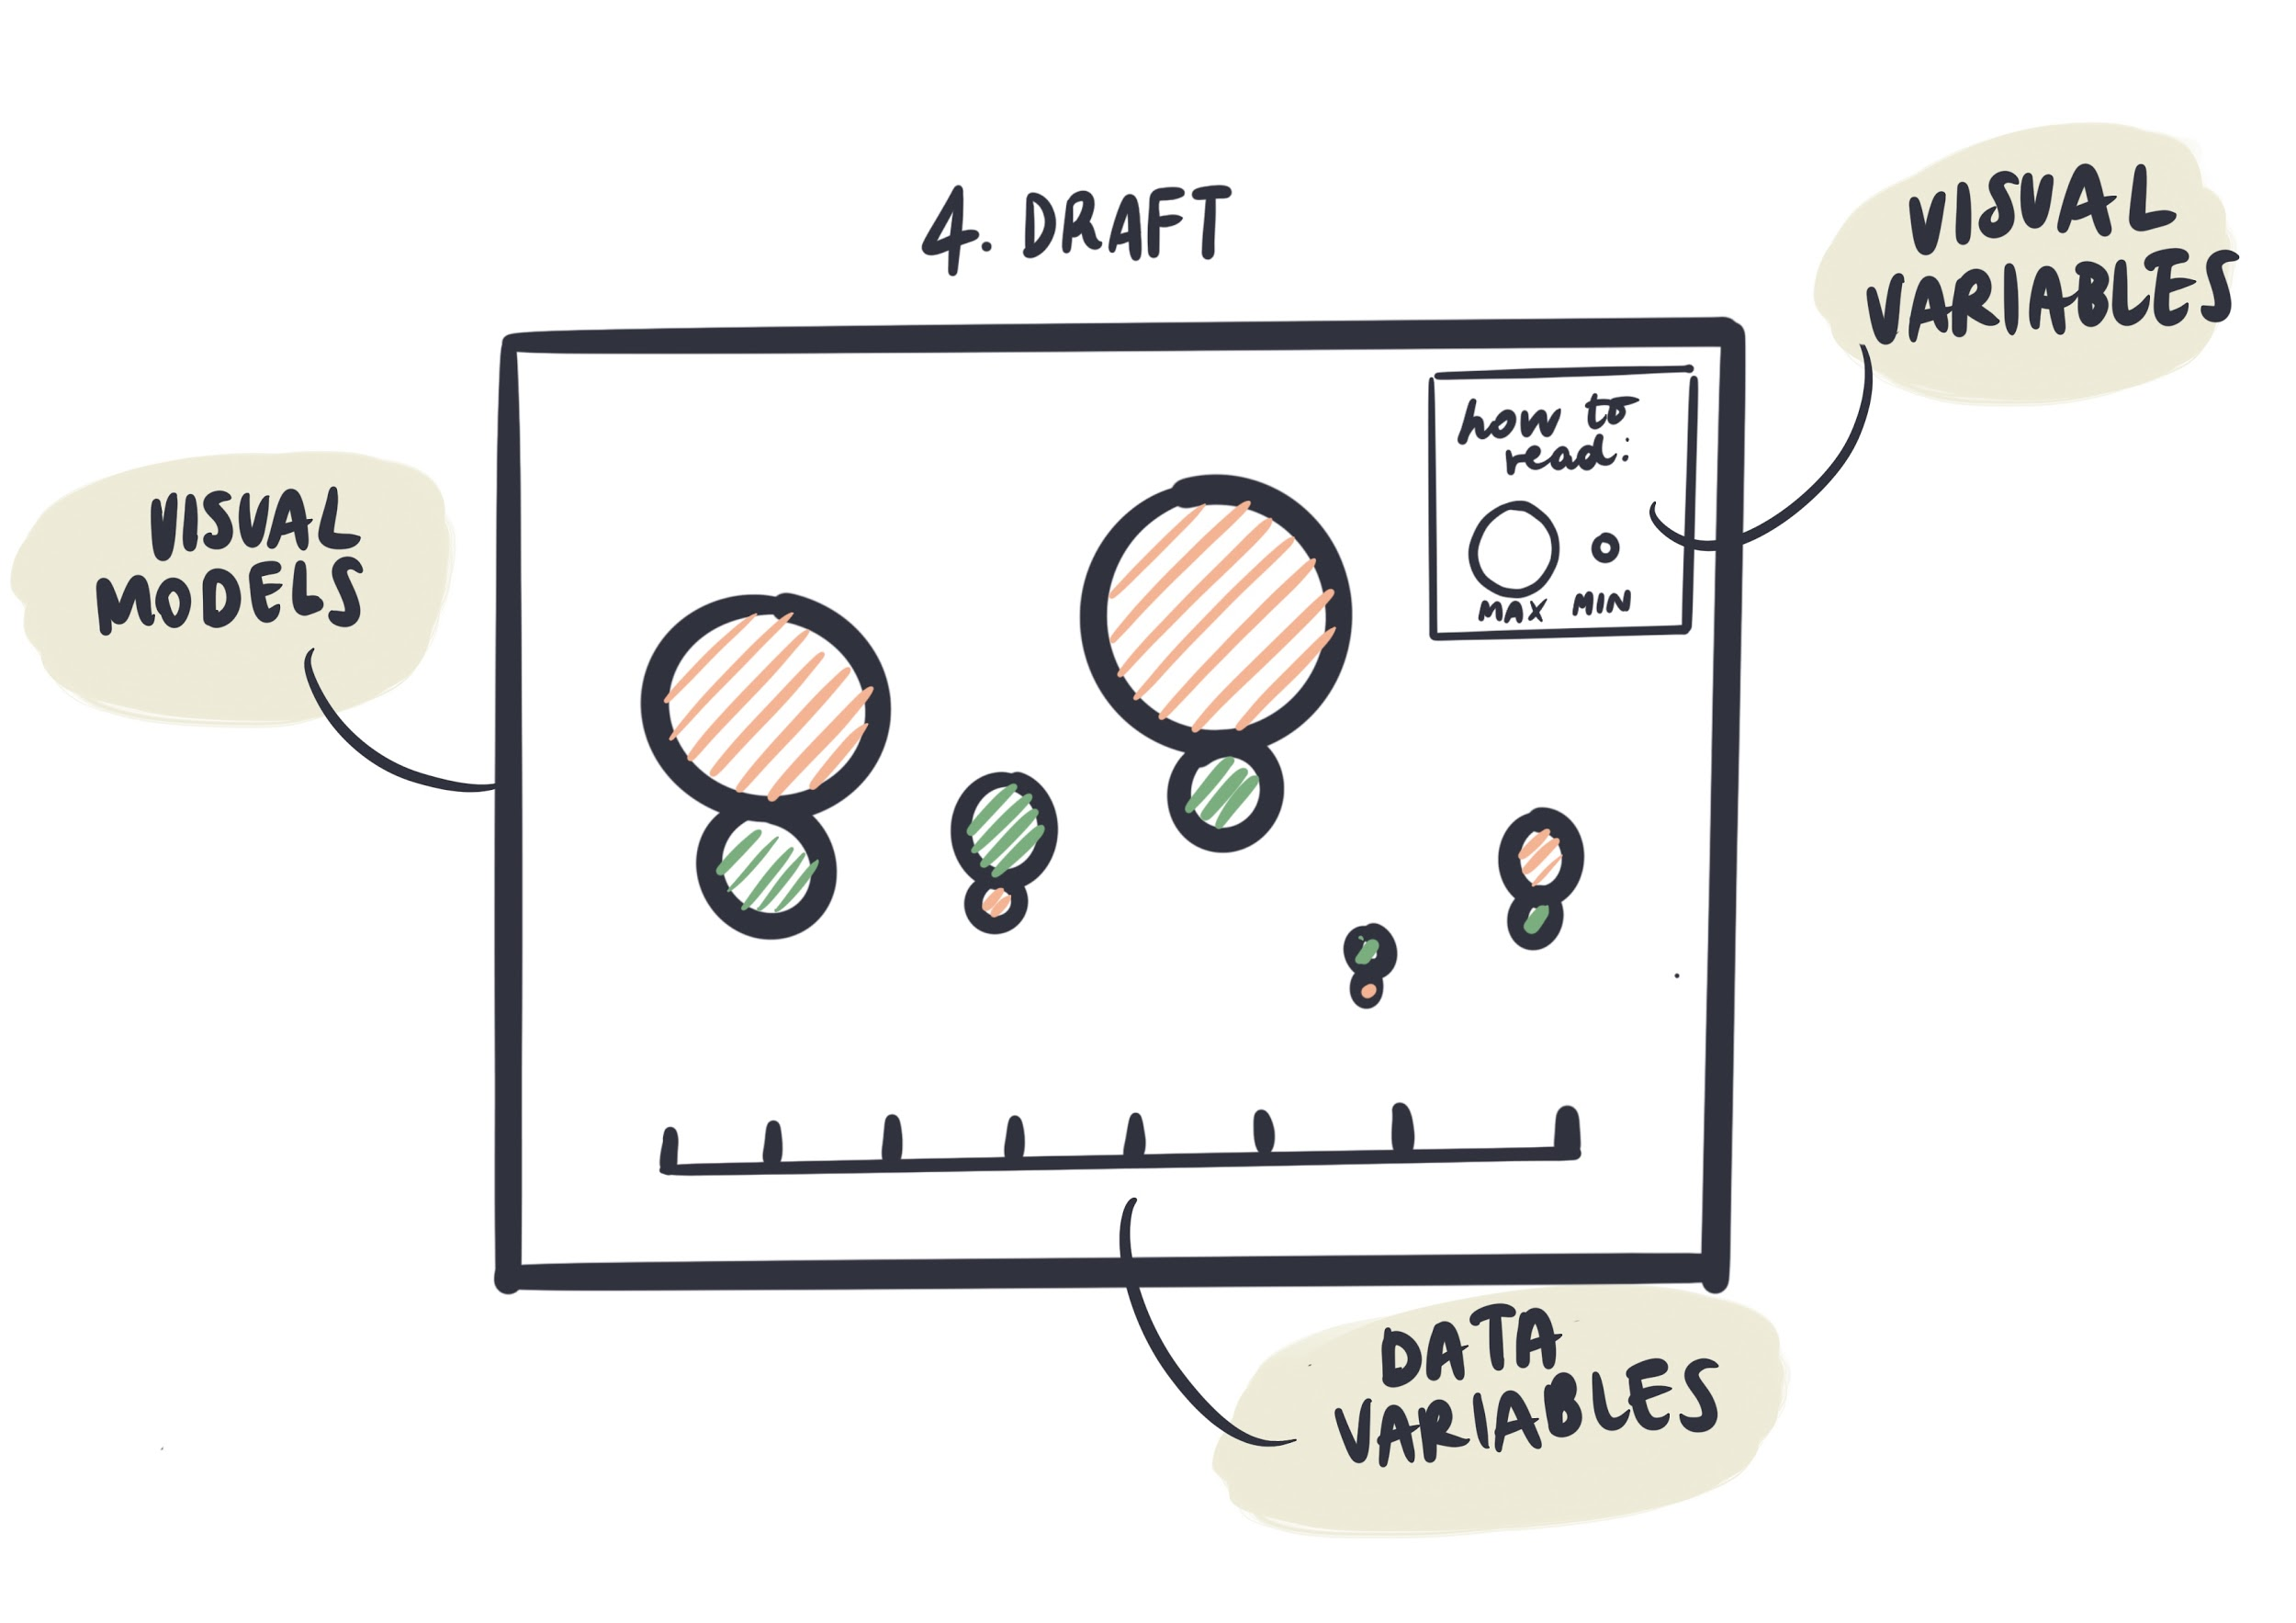 4. DRAFT
VISUAL
VARIABLES
how to
read:
MAX MIN
VISUAL
MODELS
DATA
VARIABLES